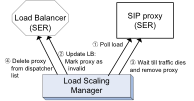 Load Balancer
(SER)
SIP proxy
(SER)
① Poll load
② Update LB:
Mark proxy as
invalid
④ Delete proxy
from dispatcher
list
③ Wait till traffic dies
and remove proxy
Load Scaling
Manager